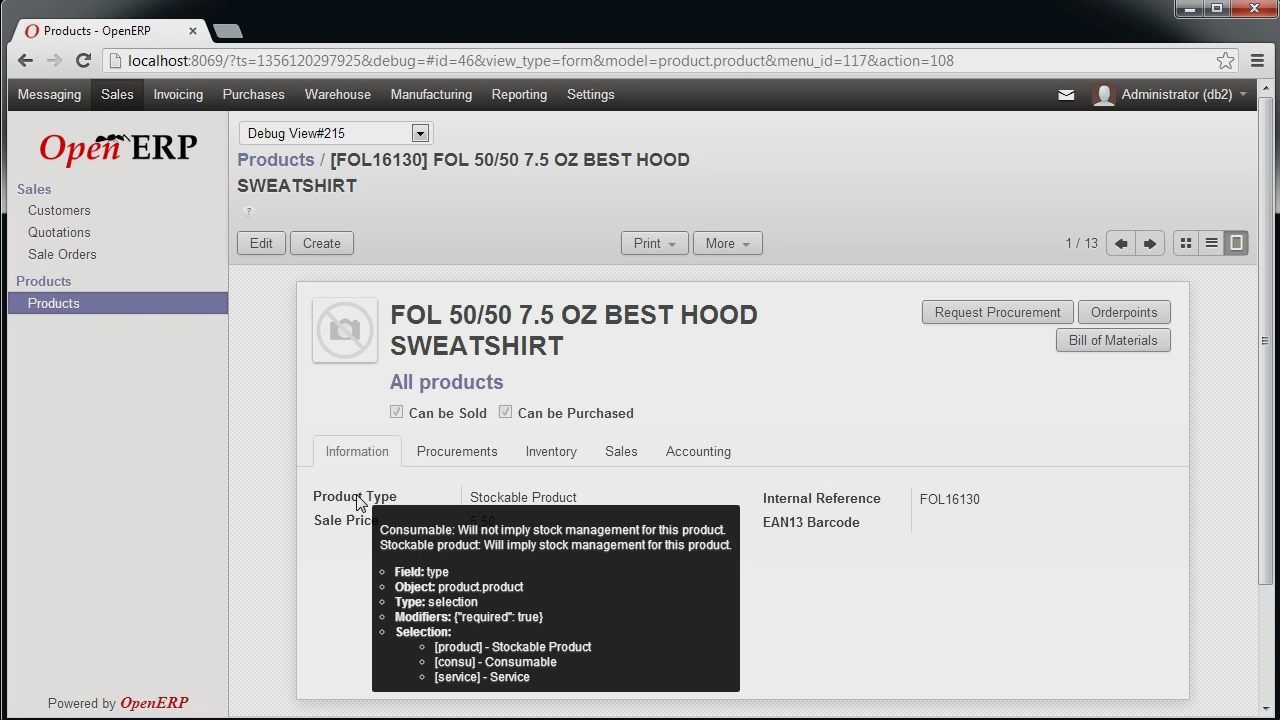 Products - OpenERP
localhost:8069/?ts=1356120297925&debug=#id=46&view_type=form&model=product.product&menu_id=117&action=108
Messaging Sales Invoicing Purchases Warehouse Manufacturing Reporting Settings Administrator (db2)
OpenERP
Debug View#215
Products / [FOL16130] FOL 50/50 7.5 OZ BEST HOOD
SWEATSHIRT
?
Sales
Customers
Quotations
Sale Orders
Products
Products
Edit Create Print More 1 / 13
FOL 50/50 7.5 OZ BEST HOOD
SWEATSHIRT
All products
Can be Sold Can be Purchased
Request Procurement Orderpoints
Bill of Materials
Information Procurements Inventory Sales Accounting
Product Type Stockable Product
Sale Price
Internal Reference FOL16130
EAN13 Barcode
Consumable: Will not imply stock management for this product.
Stockable product: Will imply stock management for this product.
Field: type
Object: product.product
Type: selection
Modifiers: {"required": true}
Selection:
[product] - Stockable Product
[consu] - Consumable
[service] - Service
Powered by OpenERP